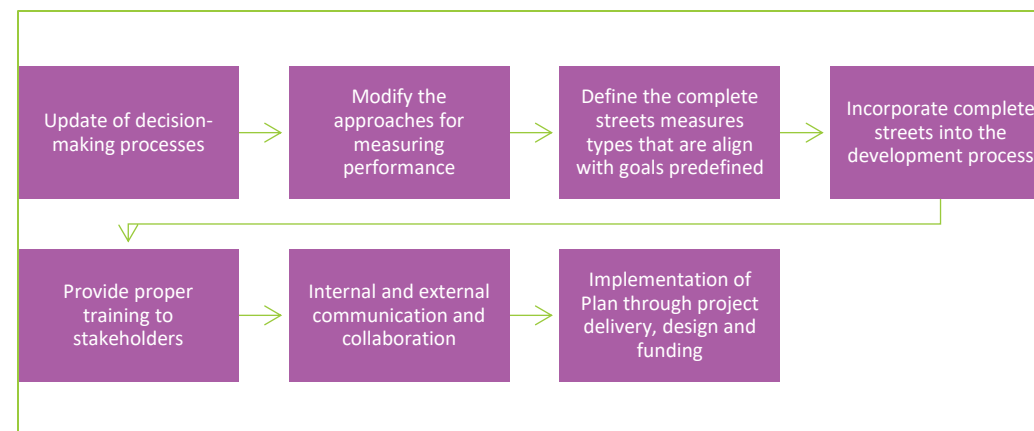 Update of decision-
making processes
Modify the
approaches for
measuring
performance
Define the complete
streets measures
types that are align
with goals predefined
Incorporate complete
streets into the
development process
Provide proper
training to
stakeholders
Internal and external
communication and
collaboration
Implementation of
Plan through project
delivery, design and
funding